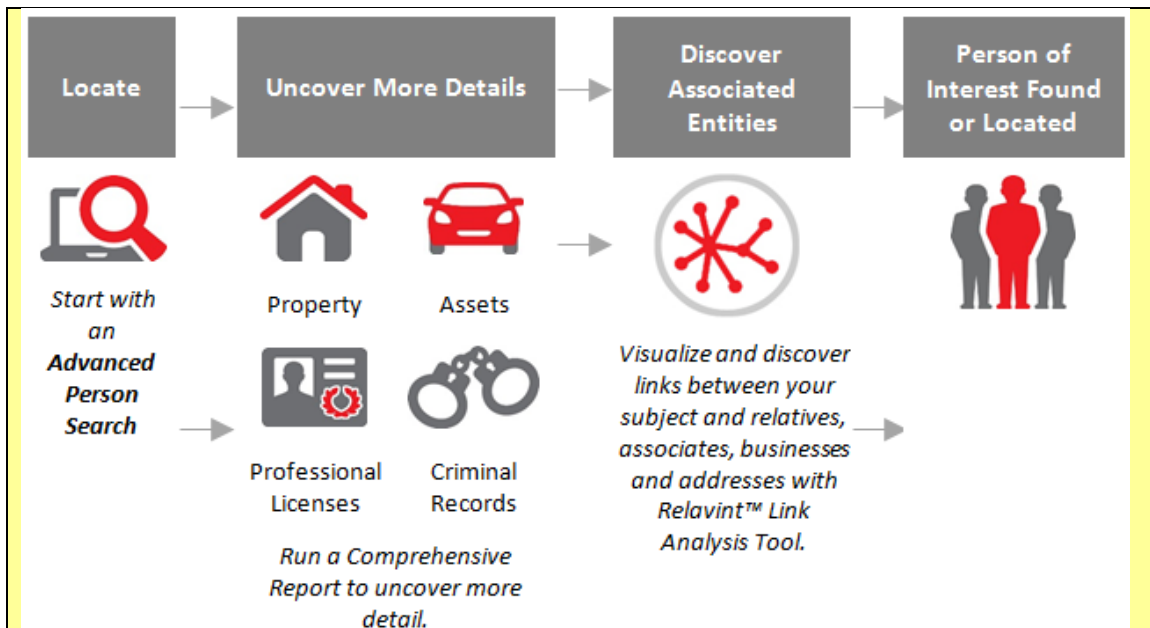 Locate
Uncover More Details
Discover
Associated
Entities
Person of
Interest Found
or Located
Start with
an
Advanced
Person
Search
Property
Assets
Professional
Licenses
Criminal
Records
Run a Comprehensive
Report to uncover more
detail.
Visualize and discover
links between your
subject and relatives,
associates, businesses
and addresses with
Relavint™ Link
Analysis Tool.